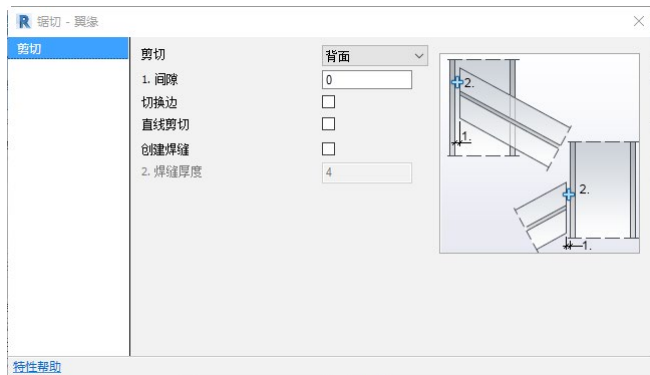 R 锯切 - 翼缘
剪切
剪切 背面
1. 间隙 0
切换边
直线剪切
创建焊缝
2. 焊缝厚度 4
2.
1.
2.
1.
特性帮助